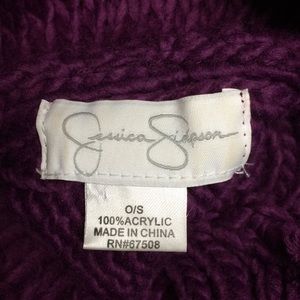 Jessica Simpson
O/S
100%ACRYLIC
MADE IN CHINA
RN#67508